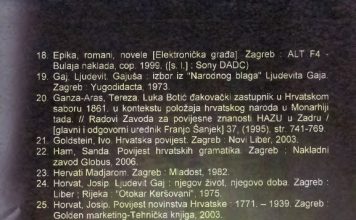 18. Epika, romani, novele [Elektronička građa]. Zagreb : ALT F4 -
Bulaja naklada, cop. 1999. ([s. l.] ; Sony DADC)
19. Gaj, Ljudevit. Gajuša : izbor iz "Narodnog blaga" Ljudevita Gaja.
Zagreb : Yugodidacta, 1973.
20. Ganza-Aras, Tereza. Luka Botić đakovački zastupnik u Hrvatskom
saboru 1861. u kontekstu položaja hrvatskog naroda u Monarhiji
tada. // Radovi Zavoda za povijesne znanosti HAZU u Zadru /
[glavni i odgovorni urednik Franjo Šanjek] 37, (1995), str. 741-769.
21. Goldstein, Ivo. Hrvatska povijest. Zagreb : Novi Liber, 2003.
22. Ham, Sanda. Povijest hrvatskih gramatika. Zagreb : Nakladni
zavod Globus, 2006.
23. Hervati Madjarom. Zagreb : Mladost, 1982.
24. Horvat, Josip. Ljudevit Gaj : njegov život, njegovo doba. Zagreb :
Liber ; Rijeka : "Otokar Keršovani", 1975.
25. Horvat, Josip. Povijest novinstva Hrvatske : 1771. – 1939. Zagreb :
Golden marketing-Tehnička knjiga, 2003.